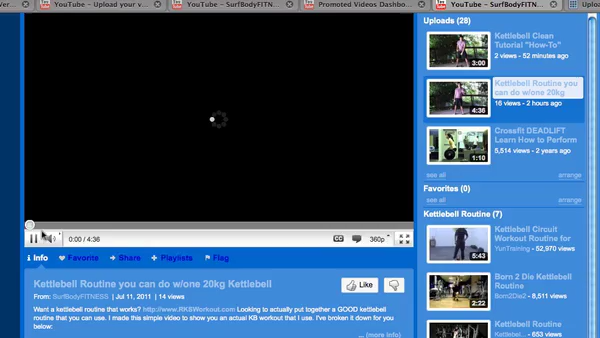 YouTube - Upload your v...
YouTube - SurfBodyFITN...
Promoted Videos Dashbo...
YouTube - SurfBodyFITN...
Uploads (28)
Kettlebell Clean
Tutorial "How-To"
2 views - 52 minutes ago
3:00
Kettlebell Routine you
can do w/one 20kg
16 views - 2 hours ago
4:36
Crossfit DEADLIFT
Learn How to Perform
5,514 views - 2 years ago
1:10
see all
arrange
Favorites (0)
see all
arrange
Kettlebell Routine (7)
Kettlebell Circuit
Workout Routine for
YunTraining - 52,970 views
5:43
Born 2 Die Kettlebell
Routine
Born2Die2 - 8,511 views
2:22
Kettlebell Routine
Kettlebell... - 653 views
0:00 / 4:36
CC
360p
Info
Favorite
Share
Playlists
Flag
Kettlebell Routine you can do w/one 20kg Kettlebell
From: SurfBodyFITNESS | Jul 11, 2011 | 14 views
Like
Want a kettlebell routine that works? http://www.RKBWorkout.com Looking to actually put together a GOOD kettlebell
routine that you can use. I made this simple video to show you an actual KB workout that I use. I've broken it down for you
below:
... (more info)